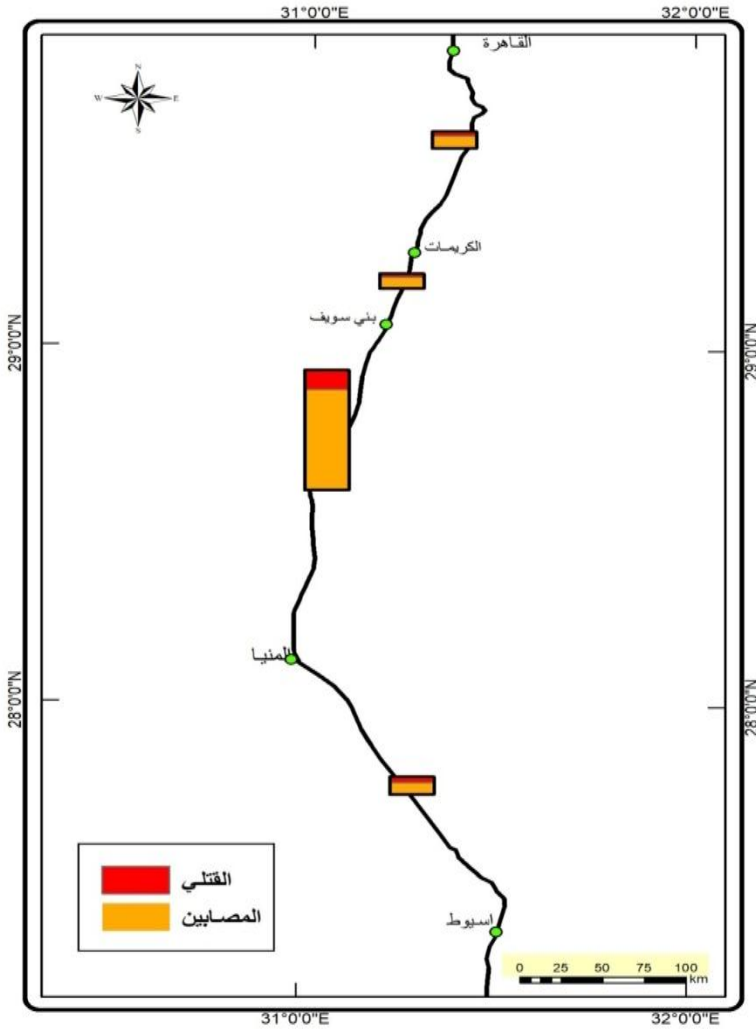 31°0'0"E 32°0'0"E
القاهرة
N
W E
S
الكريمات
بني سويف
29°0'0"N 29°0'0"N
المنيا
28°0'0"N 28°0'0"N
القتلي
المصابين
اسيوط
0 25 50 75 100
km
31°0'0"E 32°0'0"E